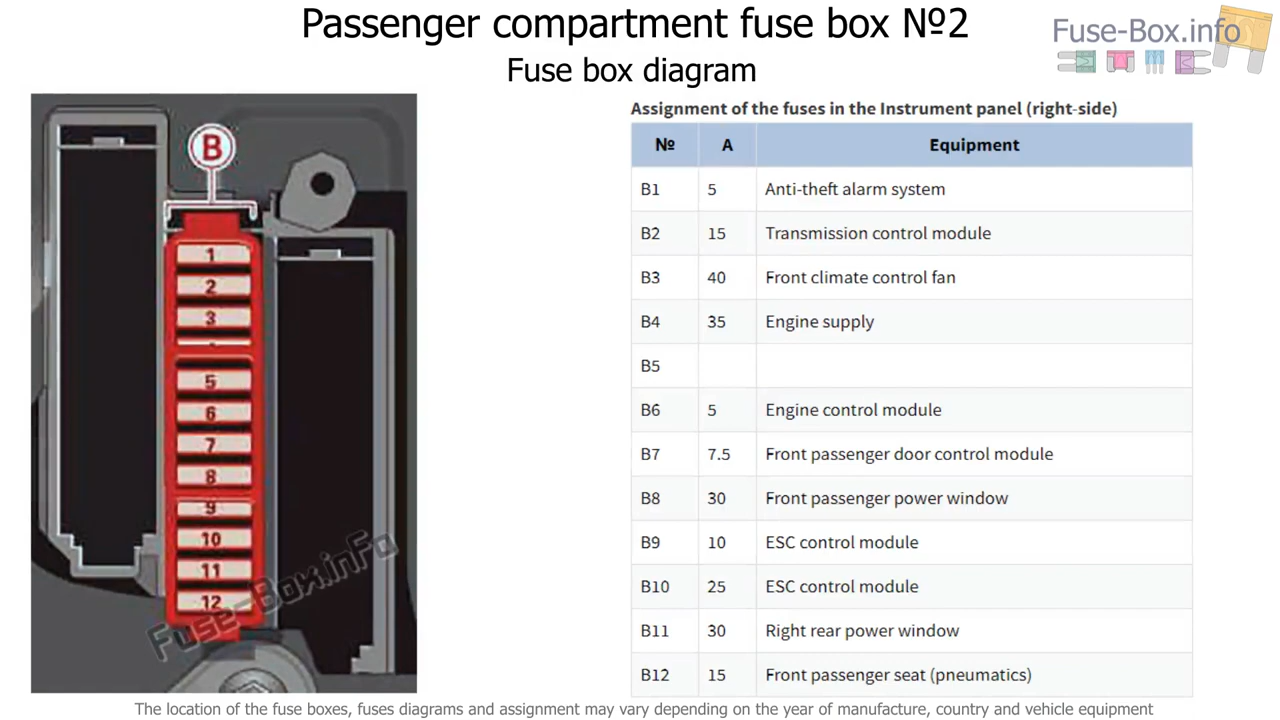 Passenger compartment fuse box №2
Fuse box diagram
Fuse-Box.info
B
1
2
3
5
6
7
8
9
10
11
12
Fuse-Box.info
Assignment of the fuses in the Instrument panel (right-side)
№ A Equipment
B1 5 Anti-theft alarm system
B2 15 Transmission control module
B3 40 Front climate control fan
B4 35 Engine supply
B5
B6 5 Engine control module
B7 7.5 Front passenger door control module
B8 30 Front passenger power window
B9 10 ESC control module
B10 25 ESC control module
B11 30 Right rear power window
B12 15 Front passenger seat (pneumatics)
The location of the fuse boxes, fuses diagrams and assignment may vary depending on the year of manufacture, country and vehicle equipment